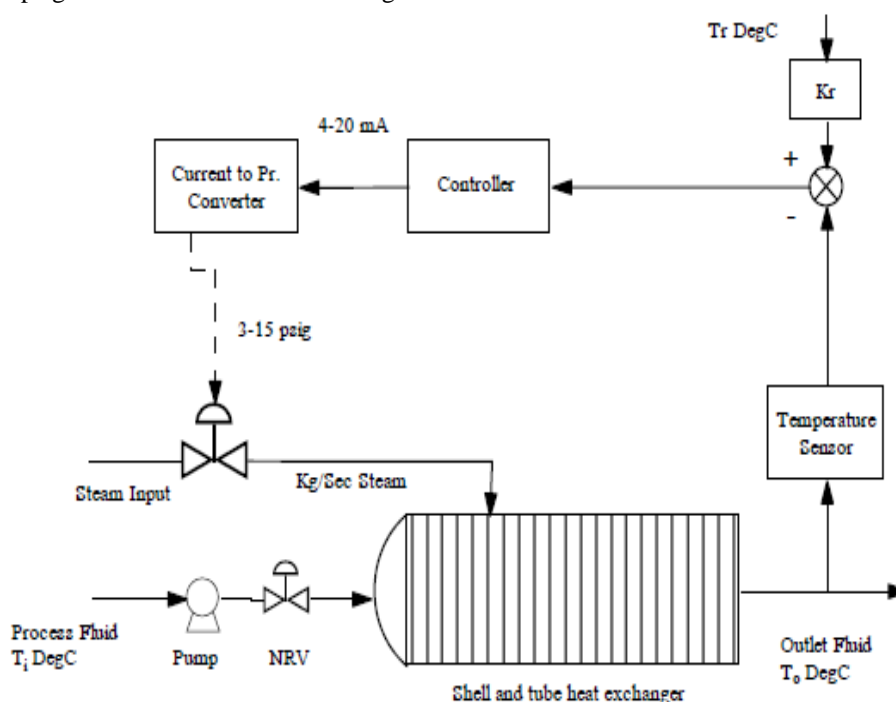 Tr DegC
Kr
4-20 mA
+
Current to Pr.
Converter
Controller
-
3-15 psig
Temperature
Sensor
Steam Input
Kg/Sec Steam
Process Fluid
Ti DegC
Pump
NRV
Outlet Fluid
To DegC
Shell and tube heat exchanger